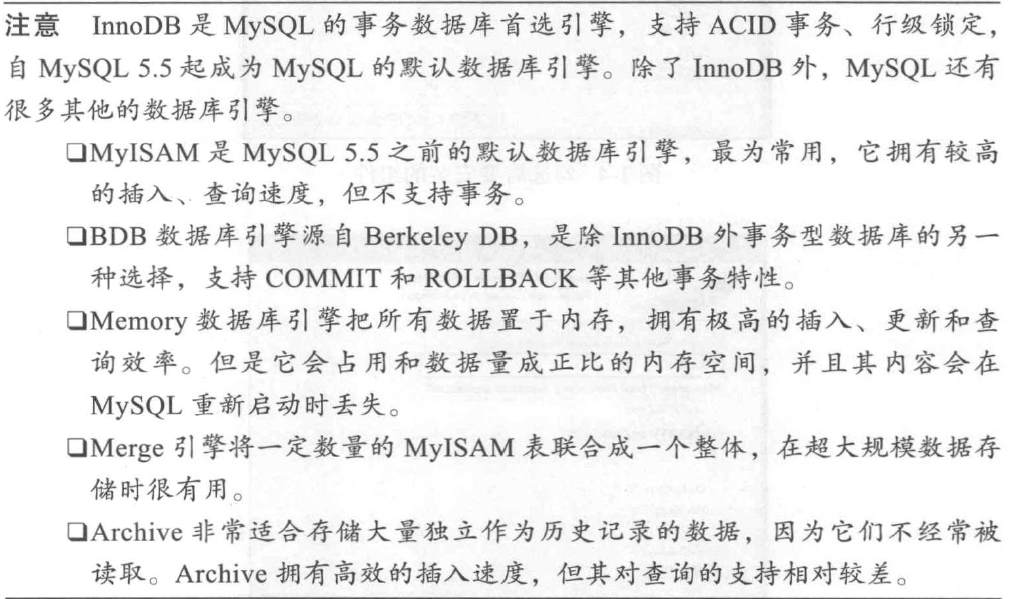 注意 InnoDB 是 MySQL 的事务数据库首选引擎，支持 ACID 事务、行级锁定，
自 MySQL 5.5 起成为 MySQL 的默认数据库引擎。除了 InnoDB 外，MySQL 还有
很多其他的数据库引擎。
❑MyISAM 是 MySQL 5.5 之前的默认数据库引擎，最为常用，它拥有较高
的插入、查询速度，但不支持事务。
❑BDB 数据库引擎源自 Berkeley DB，是除 InnoDB 外事务型数据库的另一
种选择，支持 COMMIT 和 ROLLBACK 等其他事务特性。
❑Memory 数据库引擎把所有数据置于内存，拥有极高的插入、更新和查
询效率。但是它会占用和数据量成正比的内存空间，并且其内容会在
MySQL 重新启动时丢失。
❑Merge 引擎将一定数量的 MyISAM 表联合成一个整体，在超大规模数据存
储时很有用。
❑Archive 非常适合存储大量独立作为历史记录的数据，因为它们不经常被
读取。Archive 拥有高效的插入速度，但其对查询的支持相对较差。